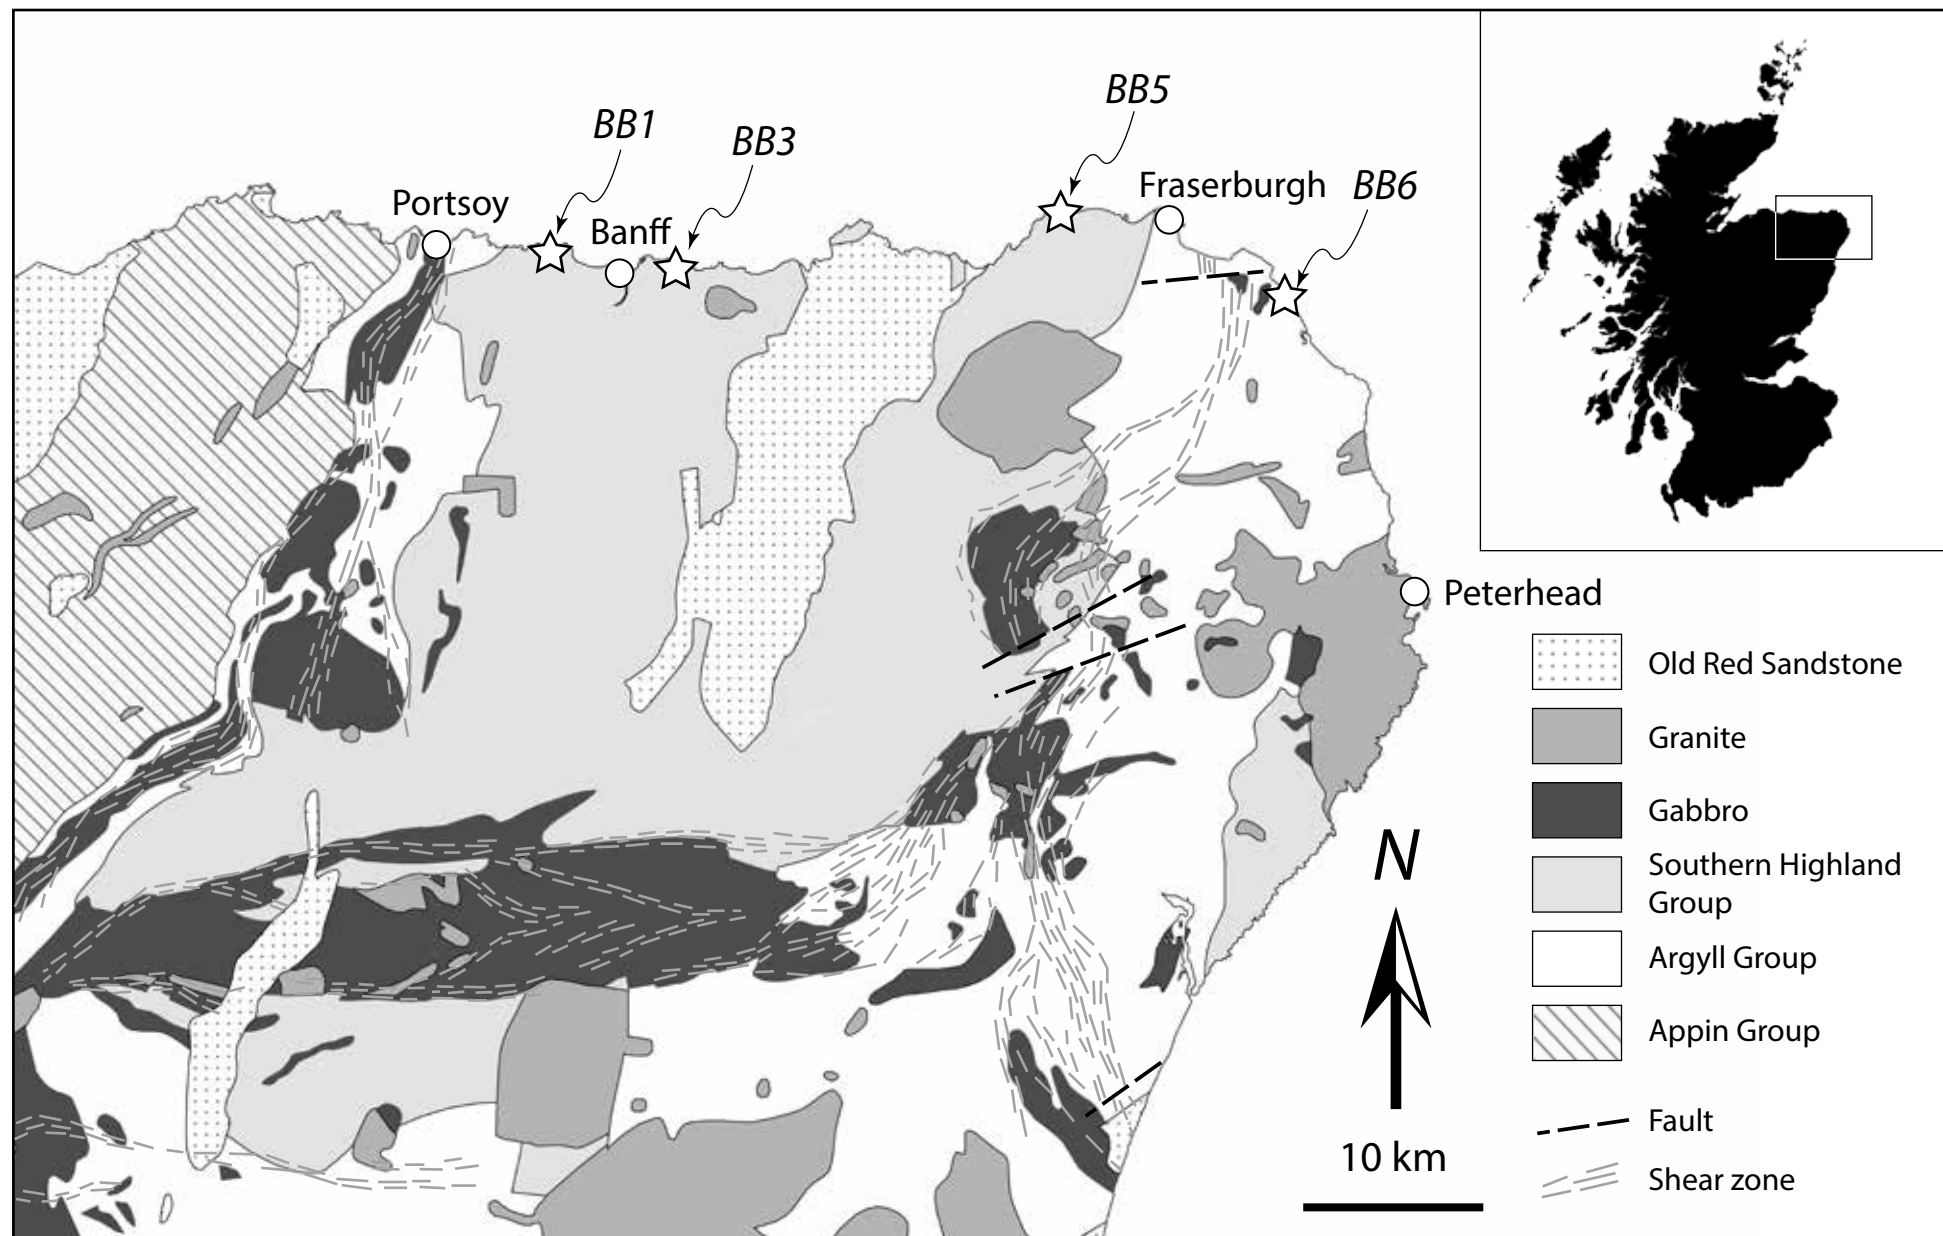 BB5
BB1
BB3
Fraserburgh
BB6
Portsoy
Banff
Peterhead
Old Red Sandstone
Granite
Gabbro
Southern Highland
Group
Argyll Group
Appin Group
Fault
Shear zone
N
10 km